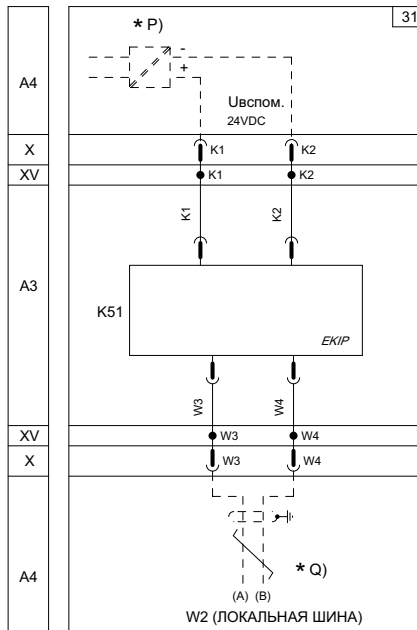 31
* P)
-
+
A4
Uвспом.
24VDC
X
K1
K2
XV
K1
K2
K1
K2
A3
K51
EKIP
W3
W4
XV
W3
W4
X
W3
W4
A4
* Q)
(A)
(B)
W2 (ЛОКАЛЬНАЯ ШИНА)